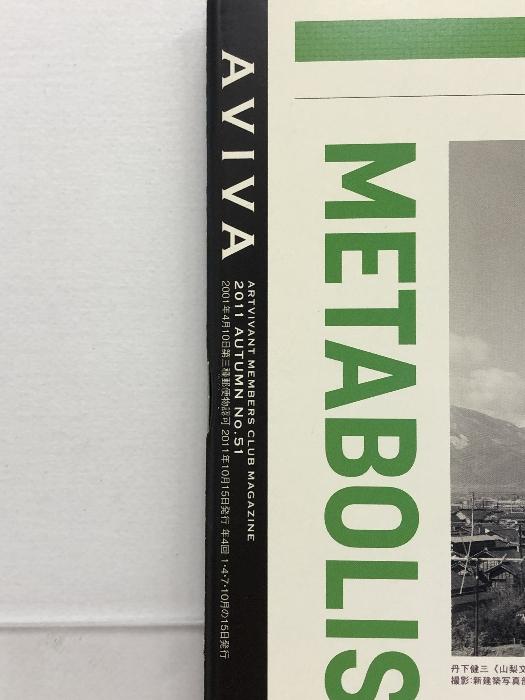 AVIVA
ARTVIVANT MEMBERS CLUB MAGAZINE
2011 AUTUMN No.51
2001年4月10日第三種郵便物認可 2011年10月15日発行 年4回 1・4・7・10月の15日発行
METABOLIS
丹下健三《山梨文
撮影:新建築写真部